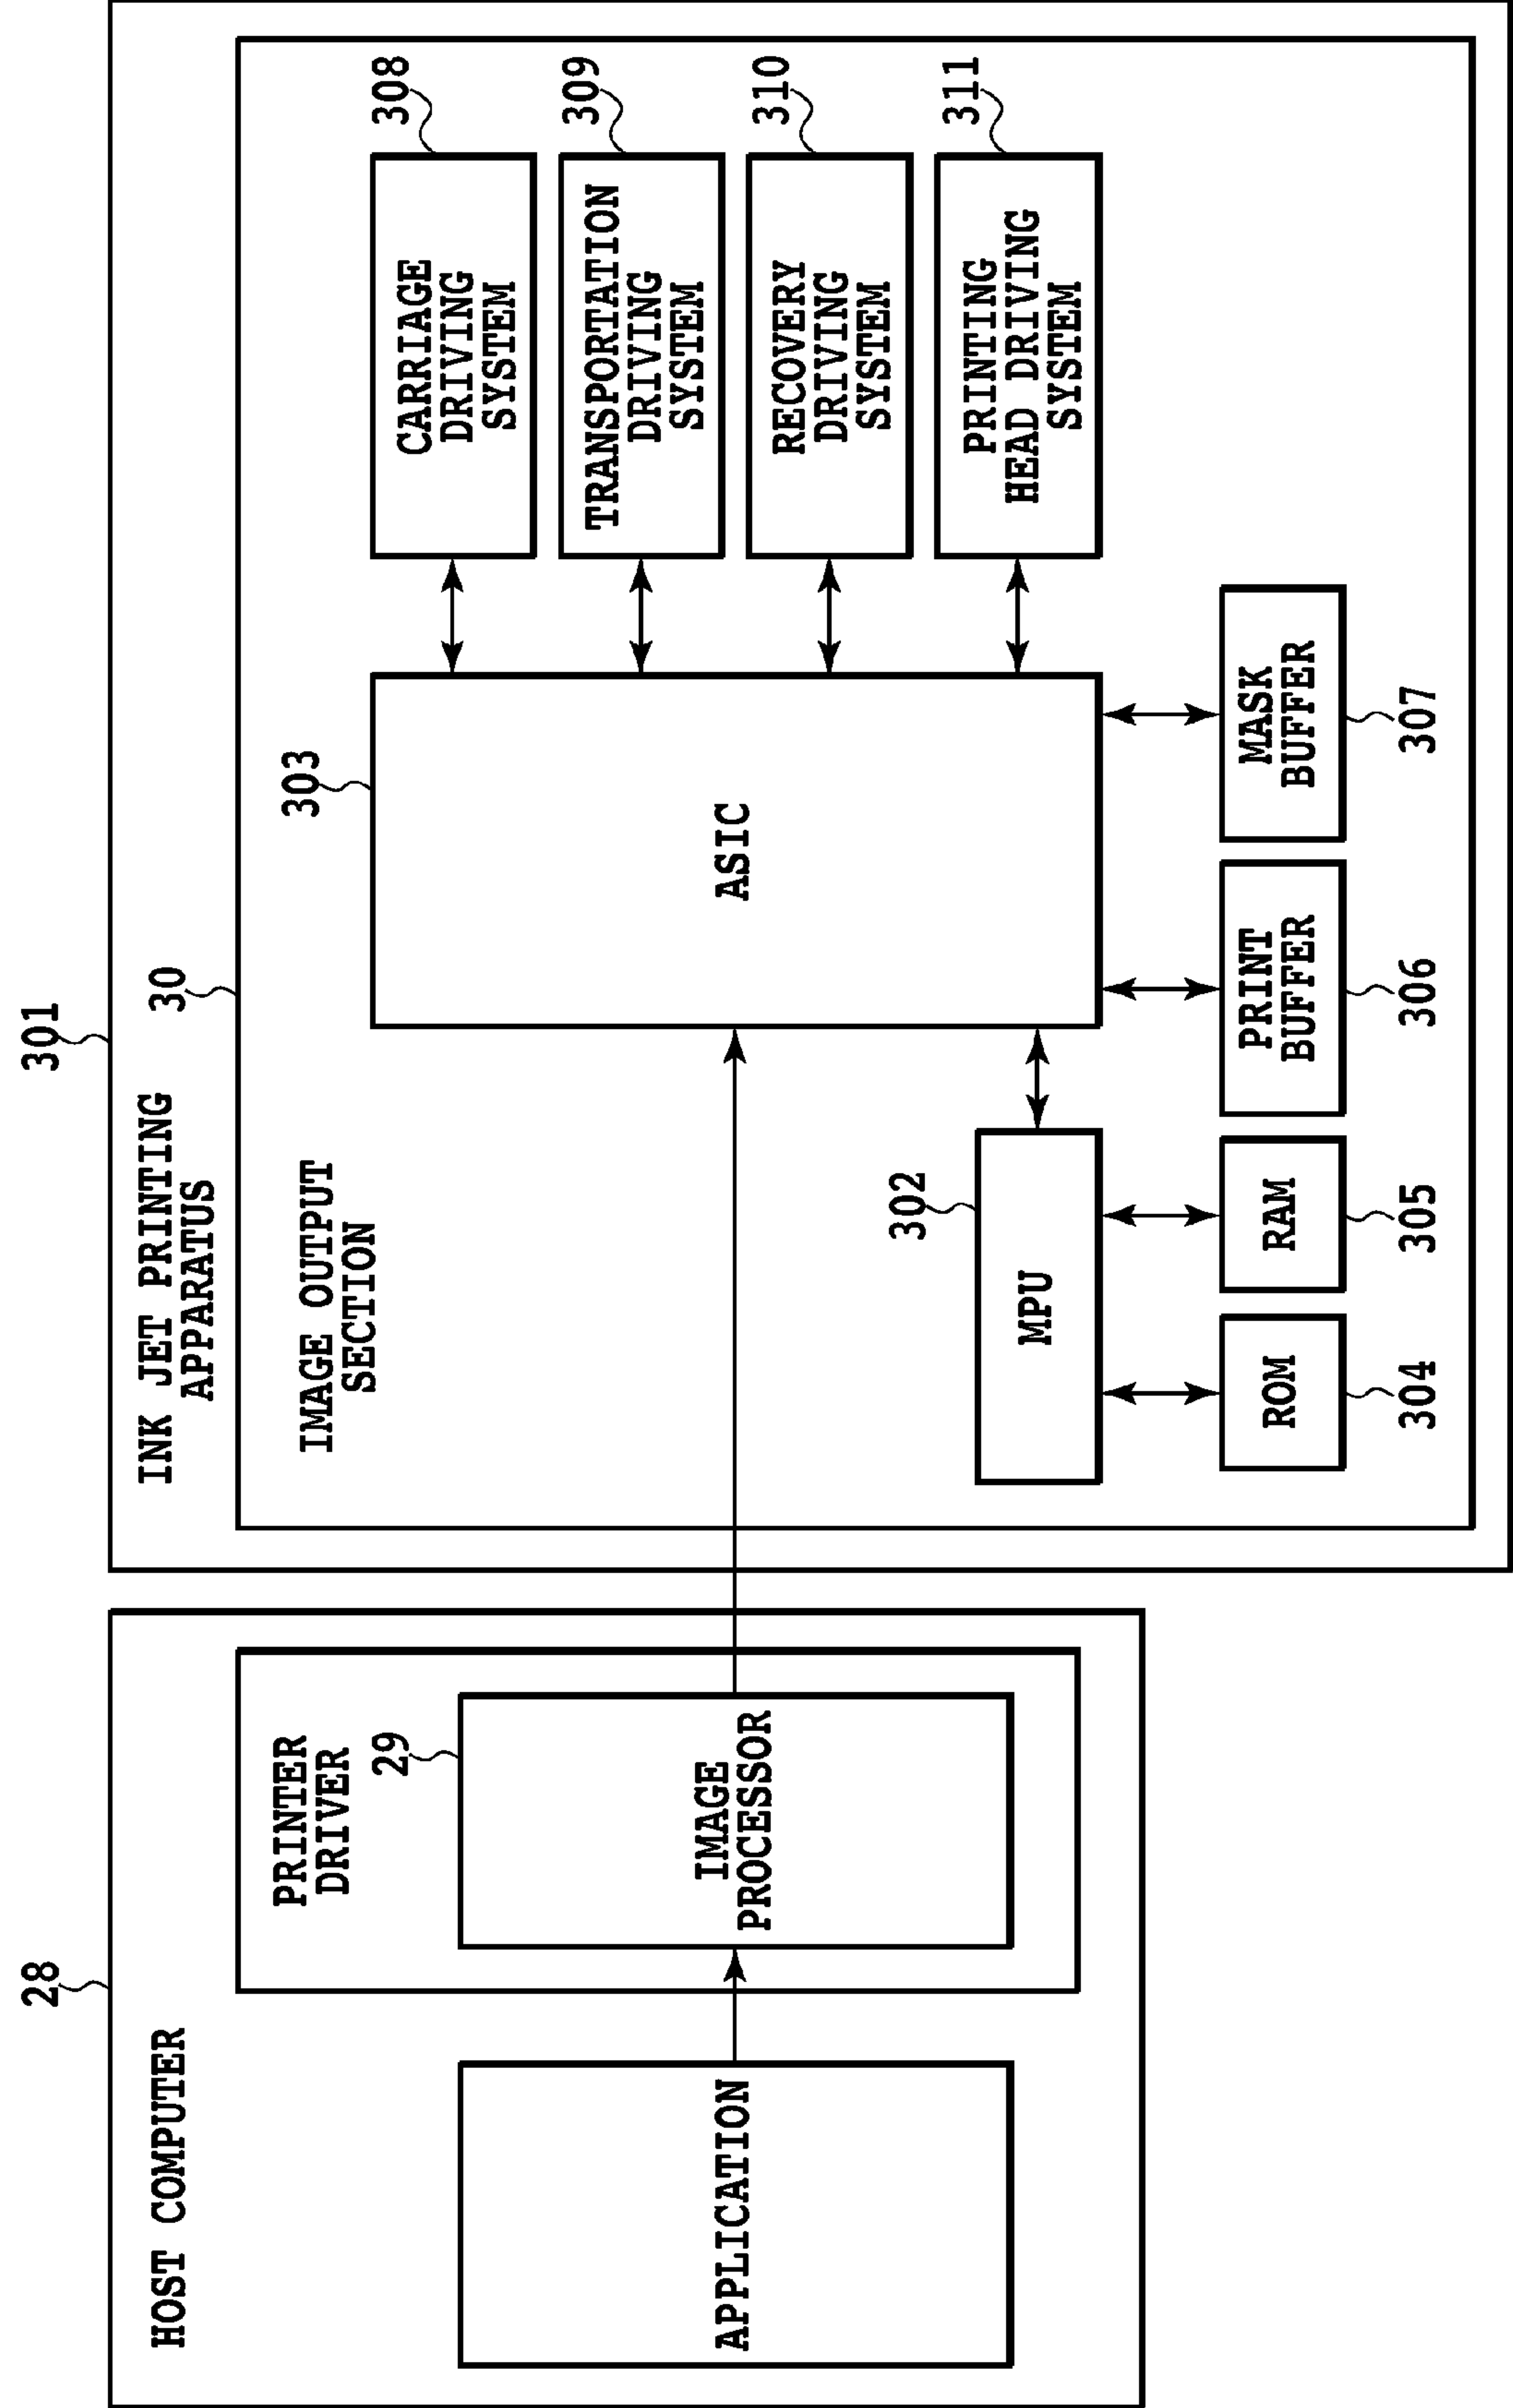 28
HOST COMPUTER
PRINTER
DRIVER
29
APPLICATION
IMAGE
PROCESSOR
301
INK JET PRINTING
APPARATUS
30
IMAGE OUTPUT
SECTION
303
ASIC
302
MPU
308
CARRIAGE
DRIVING
SYSTEM
309
TRANSPORTATION
DRIVING
SYSTEM
310
RECOVERY
DRIVING
SYSTEM
311
PRINTING
HEAD DRIVING
SYSTEM
ROM
304
RAM
305
PRINT
BUFFER
306
MASK
BUFFER
307